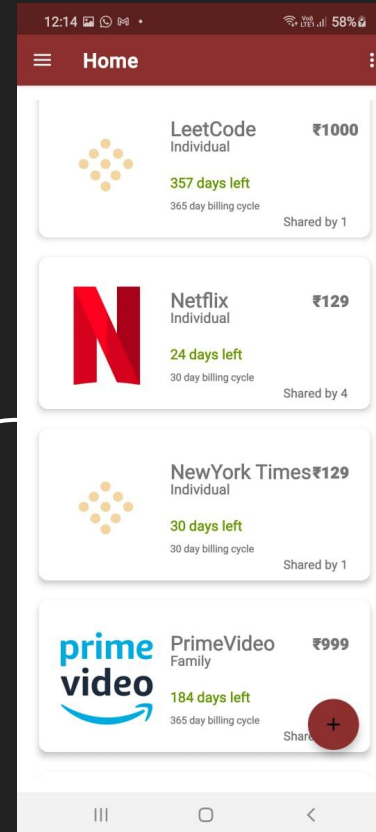 12:14 58%
Home
LeetCode ₹1000
Individual
357 days left
365 day billing cycle
Shared by 1
Netflix ₹129
Individual
24 days left
30 day billing cycle
Shared by 4
NewYork Times₹129
Individual
30 days left
30 day billing cycle
Shared by 1
prime
video
PrimeVideo ₹999
Family
184 days left
365 day billing cycle
+